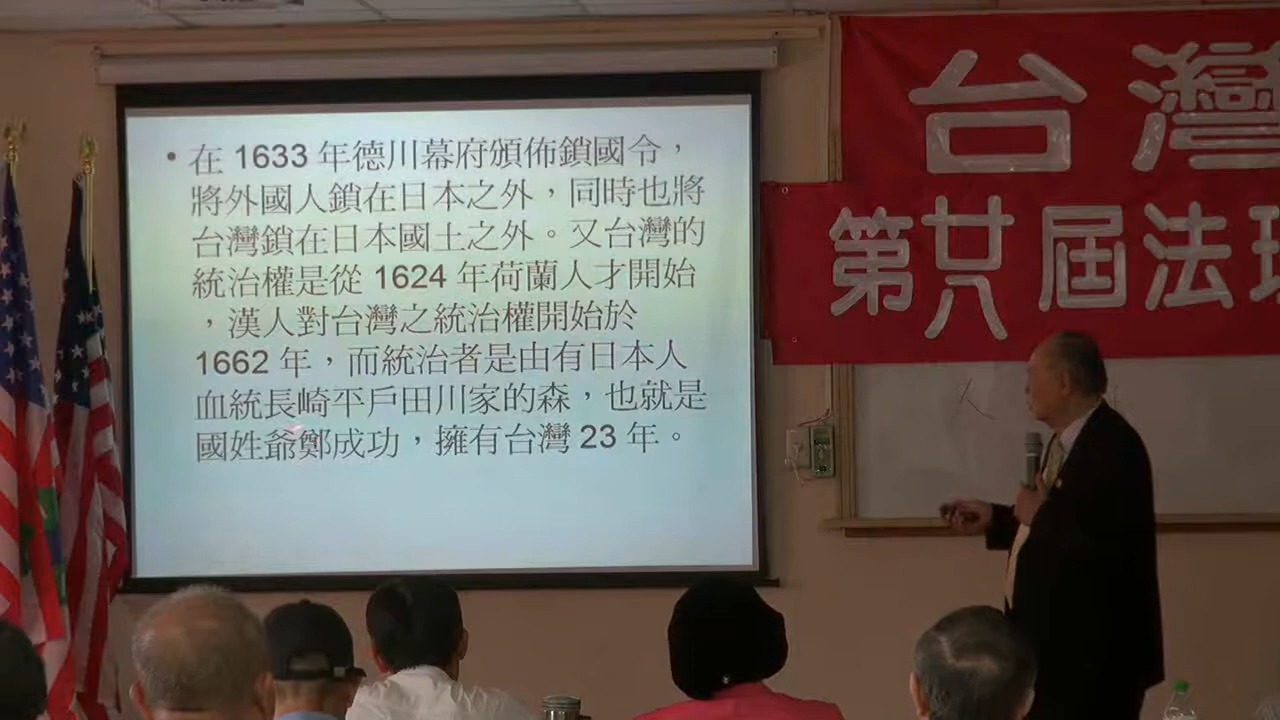 • 在 1633 年德川幕府頒佈鎖國令，
將外國人鎖在日本之外，同時也將
台灣鎖在日本國土之外。又台灣的
統治權是從 1624 年荷蘭人才開始
，漢人對台灣之統治權開始於
1662 年，而統治者是由有日本人
血統長崎平戶田川家的森，也就是
國姓爺鄭成功，擁有台灣 23 年。
台灣
第廿八屆法